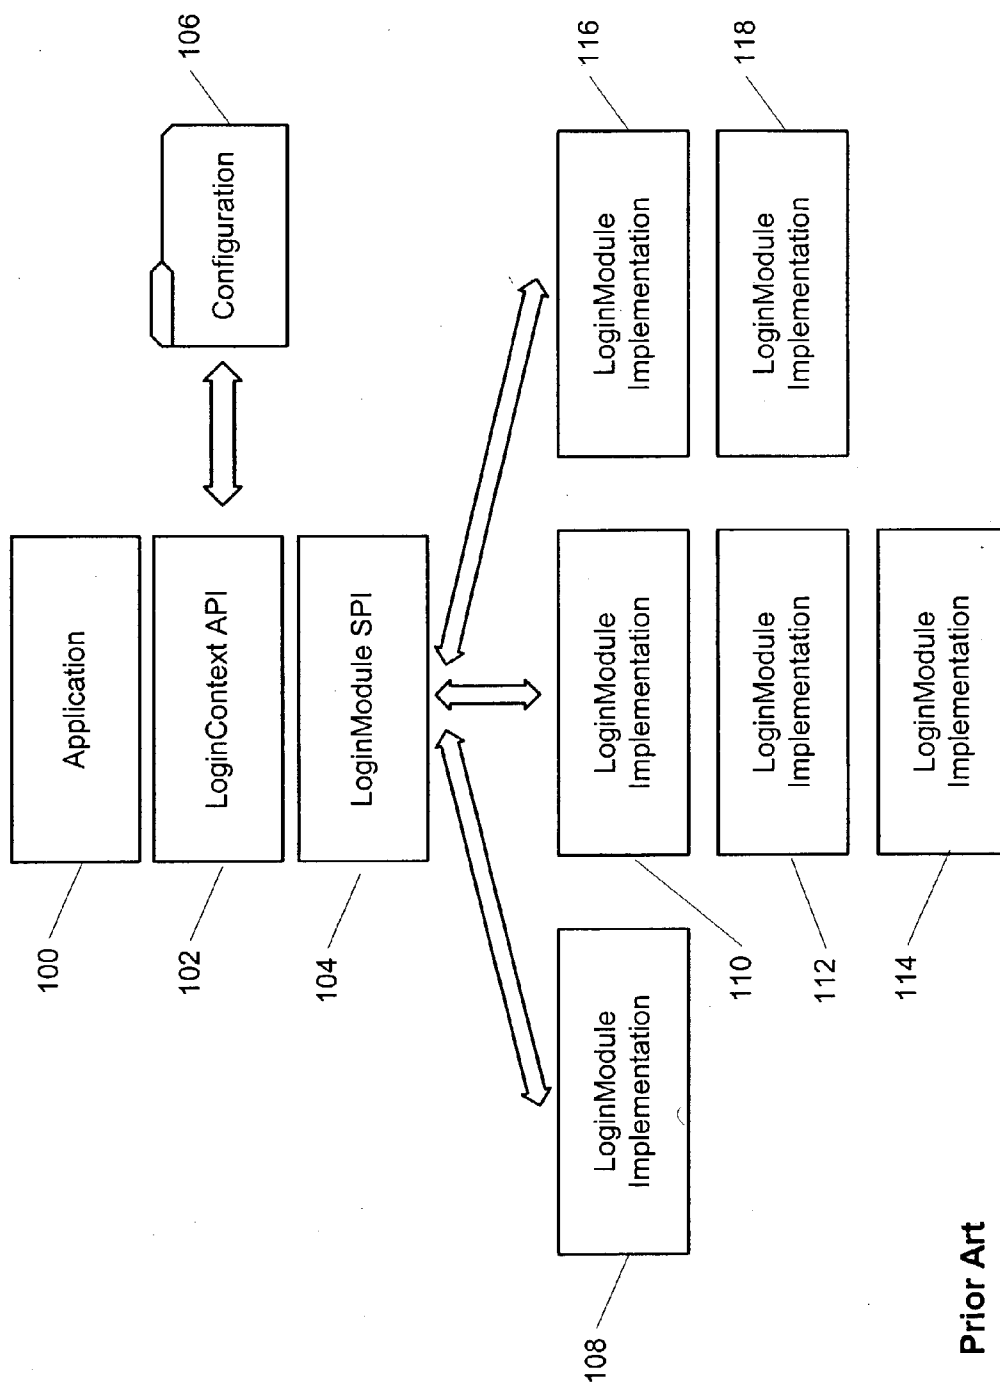 100
Application
106
Configuration
102
LoginContext API
104
LoginModule SPI
108
LoginModule
Implementation
110
LoginModule
Implementation
116
LoginModule
Implementation
112
LoginModule
Implementation
118
LoginModule
Implementation
114
LoginModule
Implementation
Prior Art